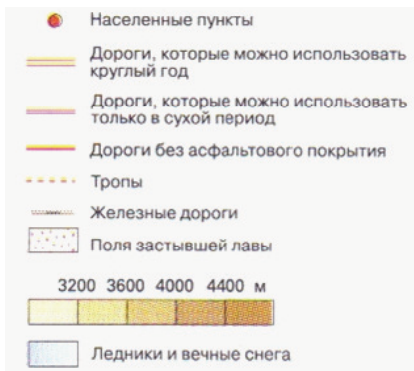 Населенные пункты
Дороги, которые можно использовать
круглый год
Дороги, которые можно использовать
только в сухой период
Дороги без асфальтового покрытия
Тропы
Железные дороги
Поля застывшей лавы
3200 3600 4000 4400 м
Ледники и вечные снега